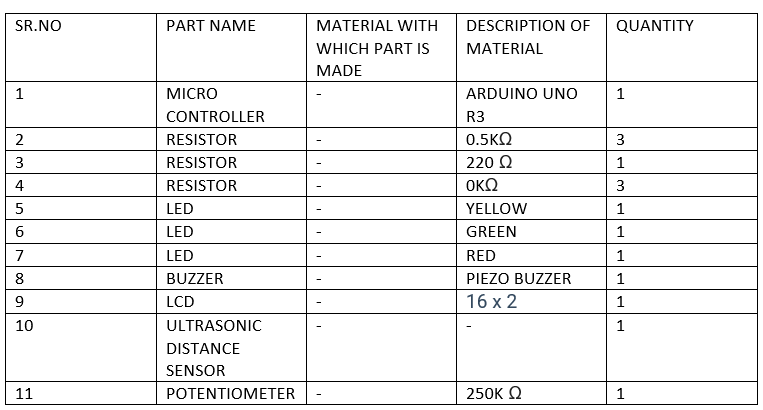 SR.NO PART NAME MATERIAL WITH WHICH PART IS MADE DESCRIPTION OF MATERIAL QUANTITY
1 MICRO CONTROLLER - ARDUINO UNO R3 1
2 RESISTOR - 0.5KΩ 3
3 RESISTOR - 220 Ω 1
4 RESISTOR - 0KΩ 3
5 LED - YELLOW 1
6 LED - GREEN 1
7 LED - RED 1
8 BUZZER - PIEZO BUZZER 1
9 LCD - 16 x 2 1
10 ULTRASONIC DISTANCE SENSOR - - 1
11 POTENTIOMETER - 250K Ω 1